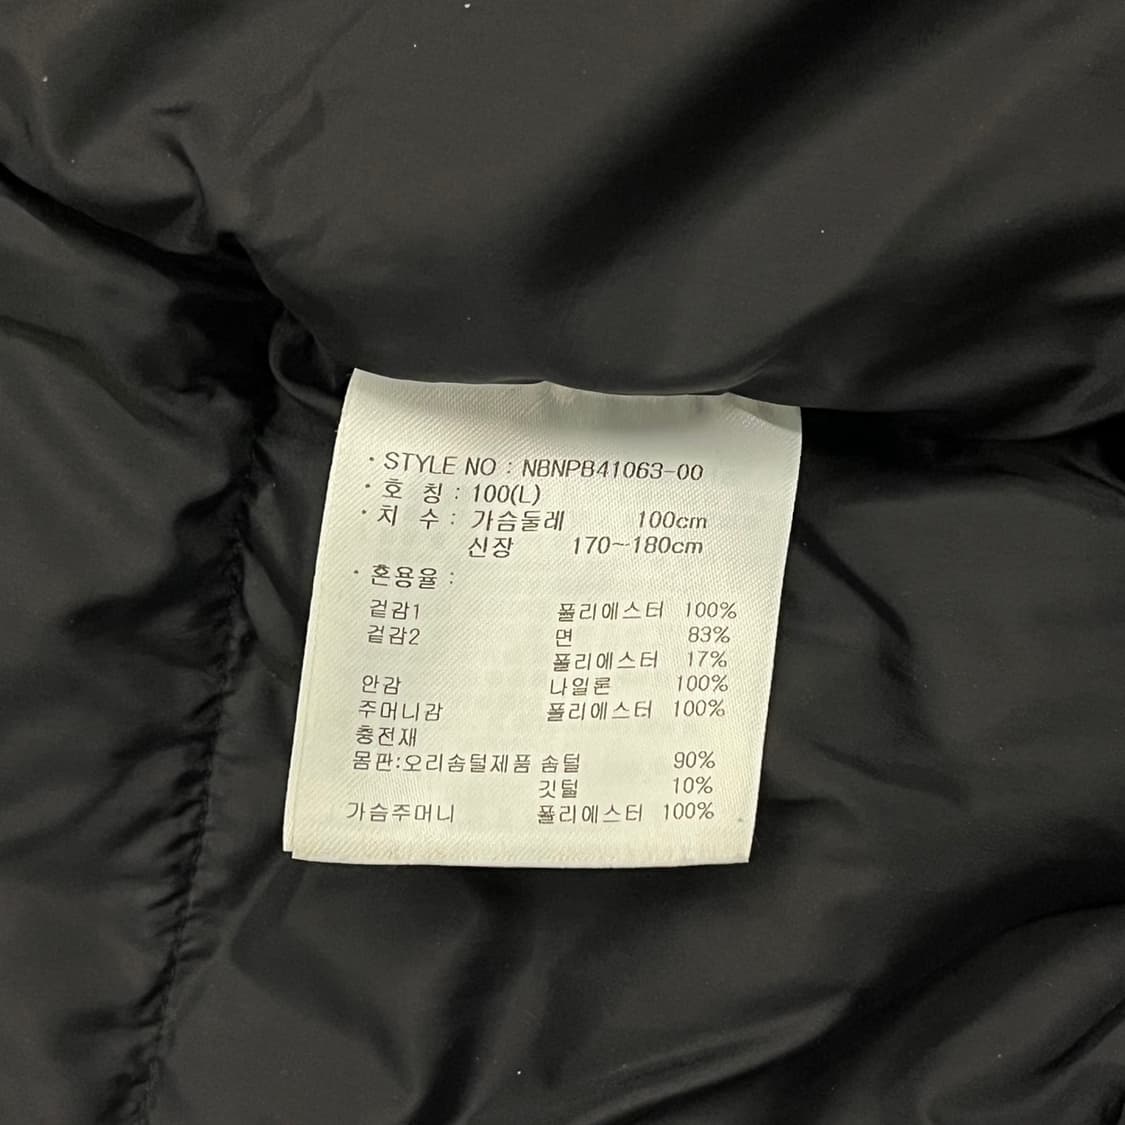 · STYLE NO : NBNPB41063-00
· 호 칭 : 100(L)
· 치 수 : 가슴둘레 100cm
신장 170~180cm
· 혼용율 :
겉감1 폴리에스터 100%
겉감2 면 83%
폴리에스터 17%
안감 나일론 100%
주머니감 폴리에스터 100%
충전재
몸판:오리솜털제품 솜털 90%
깃털 10%
가슴주머니 폴리에스터 100%